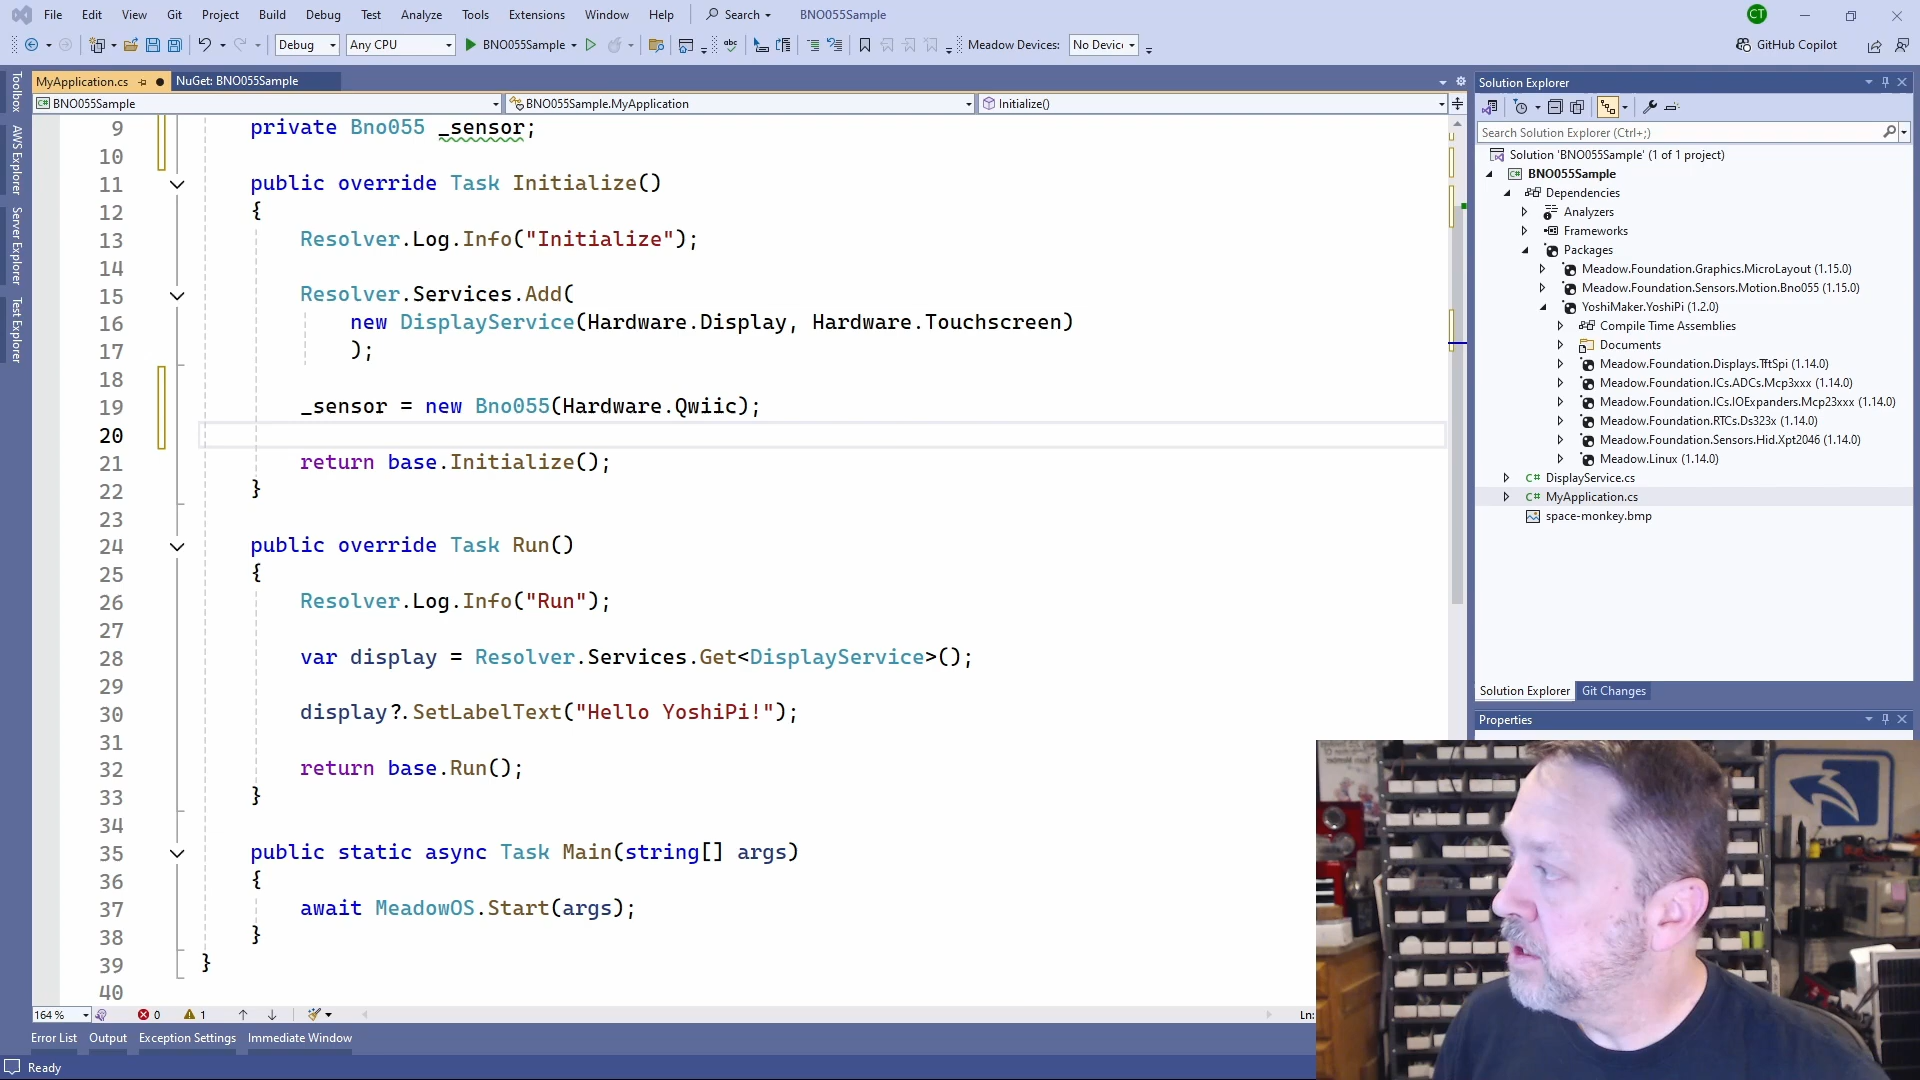 File Edit View Git Project Build Debug Test Analyze Tools Extensions Window Help Search BNO055Sample CT
Debug Any CPU BNO055Sample abc Meadow Devices: No Devic GitHub Copilot
MyApplication.cs NuGet: BNO055Sample
BNO055Sample BNO055Sample.MyApplication Initialize()
Toolbox
AWS Explorer
Server Explorer
Test Explorer
9 private Bno055 _sensor;
10
11 public override Task Initialize()
12 {
13 Resolver.Log.Info("Initialize");
14
15 Resolver.Services.Add(
16 new DisplayService(Hardware.Display, Hardware.Touchscreen)
17 );
18
19 _sensor = new Bno055(Hardware.Qwiic);
20
21 return base.Initialize();
22 }
23
24 public override Task Run()
25 {
26 Resolver.Log.Info("Run");
27
28 var display = Resolver.Services.Get<DisplayService>();
29
30 display?.SetLabelText("Hello YoshiPi!");
31
32 return base.Run();
33 }
34
35 public static async Task Main(string[] args)
36 {
37 await MeadowOS.Start(args);
38 }
39 }
40
164 % 0 1 Ln:
Error List Output Exception Settings Immediate Window
Ready
Solution Explorer
Search Solution Explorer (Ctrl+;)
Solution 'BNO055Sample' (1 of 1 project)
C# BNO055Sample
Dependencies
Analyzers
Frameworks
Packages
Meadow.Foundation.Graphics.MicroLayout (1.15.0)
Meadow.Foundation.Sensors.Motion.Bno055 (1.15.0)
YoshiMaker.YoshiPi (1.2.0)
Compile Time Assemblies
Documents
Meadow.Foundation.Displays.TftSpi (1.14.0)
Meadow.Foundation.ICs.ADCs.Mcp3xxx (1.14.0)
Meadow.Foundation.ICs.IOExpanders.Mcp23xxx (1.14.0)
Meadow.Foundation.RTCs.Ds323x (1.14.0)
Meadow.Foundation.Sensors.Hid.Xpt2046 (1.14.0)
Meadow.Linux (1.14.0)
C# DisplayService.cs
C# MyApplication.cs
space-monkey.bmp
Solution Explorer Git Changes
Properties